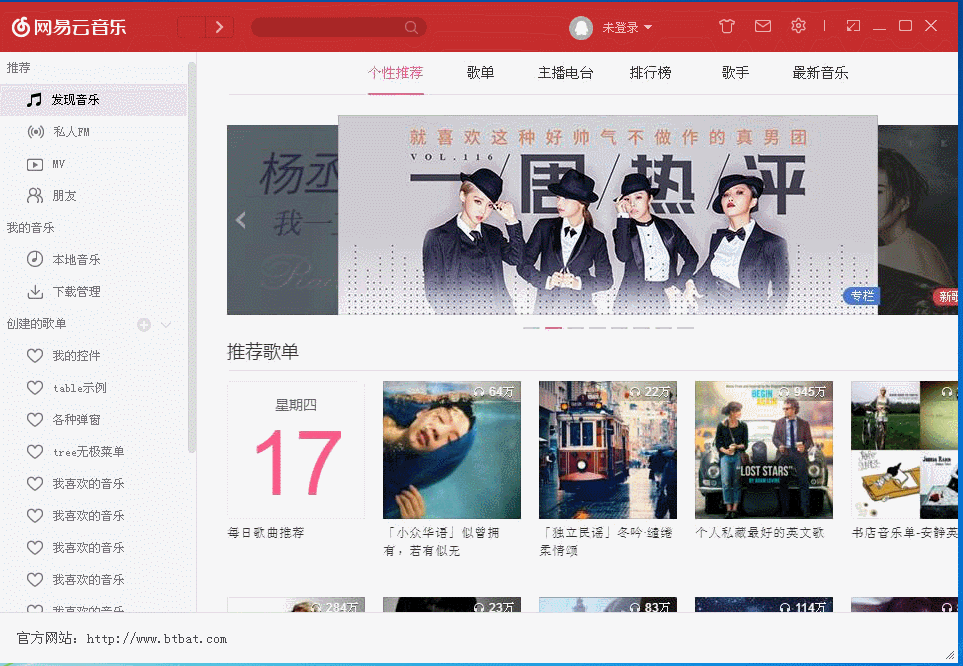 网易云音乐
未登录
推荐
发现音乐
私人FM
MV
朋友
我的音乐
本地音乐
下载管理
创建的歌单
我的控件
table示例
各种弹窗
tree无极菜单
我喜欢的音乐
我喜欢的音乐
我喜欢的音乐
我喜欢的音乐
我喜欢的音乐
个性推荐
歌单
主播电台
排行榜
歌手
最新音乐
杨丞
我一
就喜欢这种好帅气不做作的真男团
VOL.116
一周热评
专栏
新歌
推荐歌单
星期四
17
每日歌曲推荐
64万
「小众华语」似曾拥
有，若有似无
22万
「独立民谣」冬吟·缱绻
柔情颂
945万
BEGIN AGAIN
"LOST STARS"
BY ADAM LEVINE
个人私藏最好的英文歌
JOSHUA RADIN
书店音乐单-安静英
284万
23万
83万
114万
官方网站：http://www.btbat.com